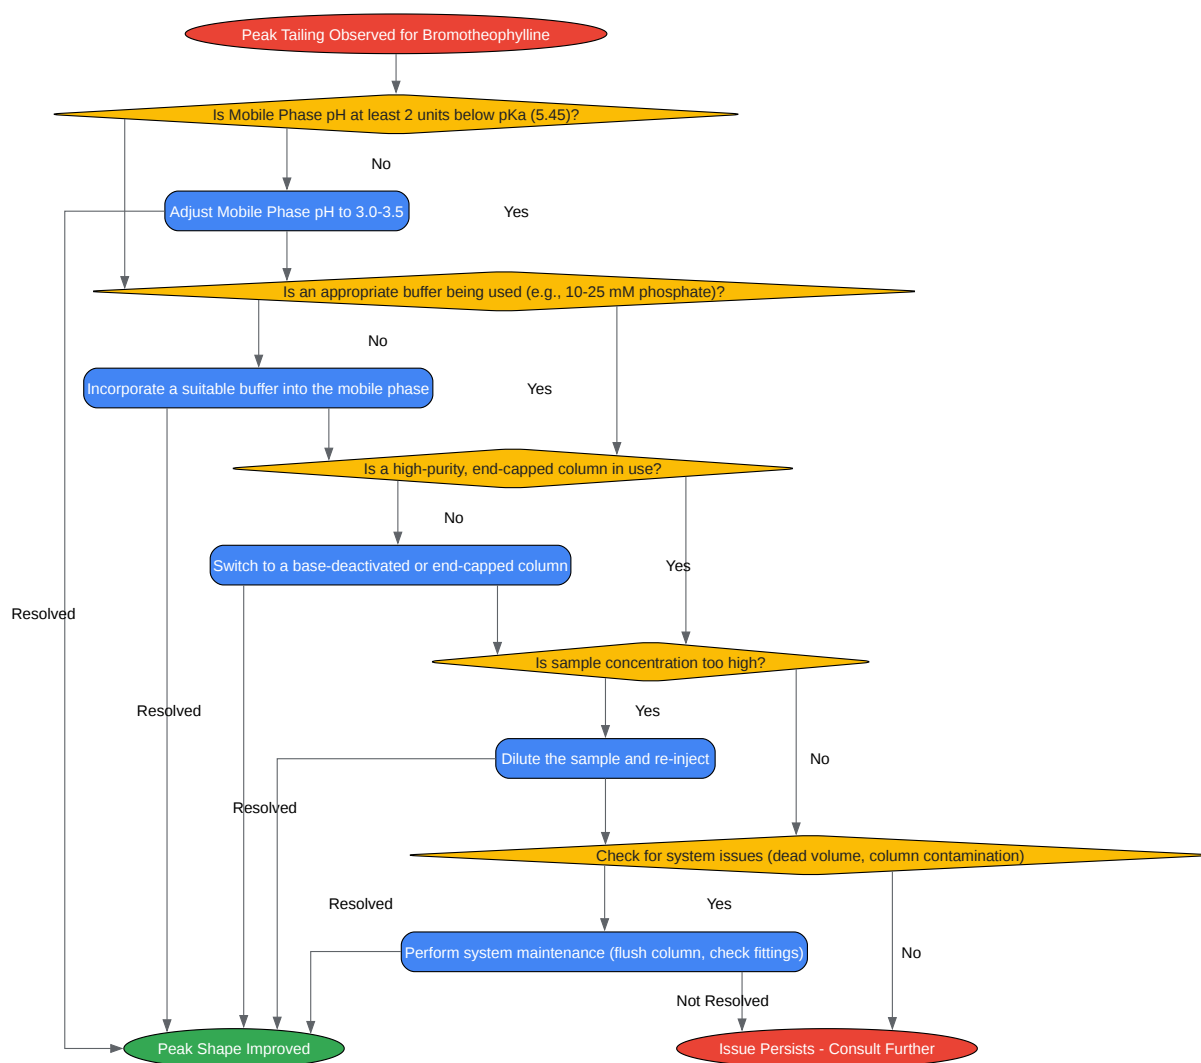 Peak Tailing Observed for Bromotheophylline
Is Mobile Phase pH at least 2 units below pKa (5.45)?
No
Adjust Mobile Phase pH to 3.0-3.5
Yes
Is an appropriate buffer being used (e.g., 10-25 mM phosphate)?
No
Incorporate a suitable buffer into the mobile phase
Yes
Is a high-purity, end-capped column in use?
No
Switch to a base-deactivated or end-capped column
Yes
Resolved
Is sample concentration too high?
Resolved
Yes
Dilute the sample and re-inject
No
Resolved
Check for system issues (dead volume, column contamination)
Resolved
Yes
Perform system maintenance (flush column, check fittings)
No
Not Resolved
Peak Shape Improved
Issue Persists - Consult Further